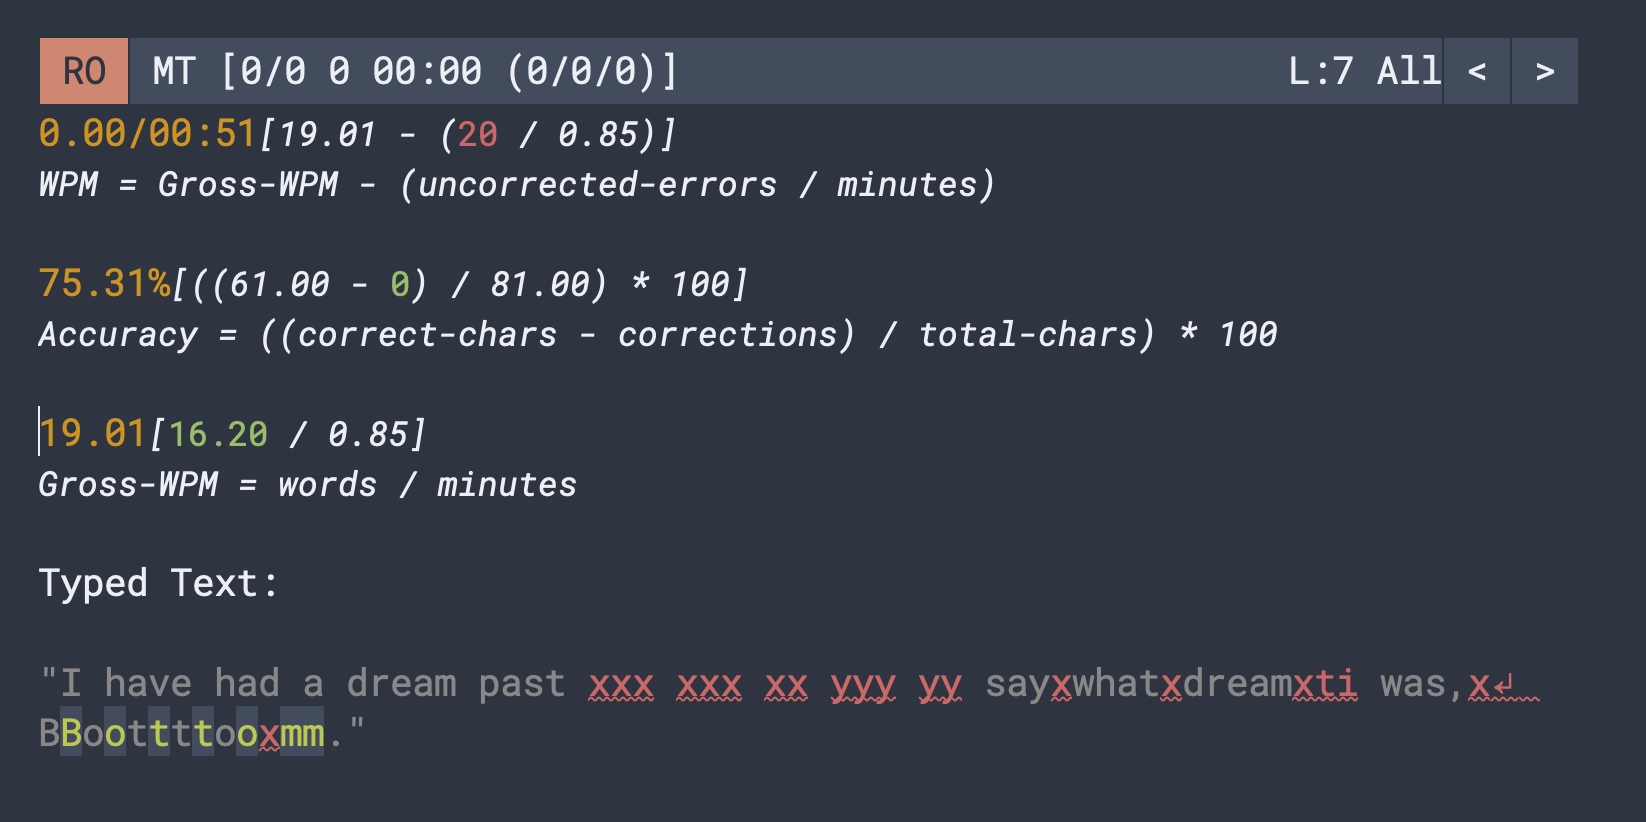 RO MT [0/0 0 00:00 (0/0/0)] L:7 All < >
0.00/00:51[19.01 - (20 / 0.85)]
WPM = Gross-WPM - (uncorrected-errors / minutes)
75.31%[((61.00 - 0) / 81.00) * 100]
Accuracy = ((correct-chars - corrections) / total-chars) * 100
19.01[16.20 / 0.85]
Gross-WPM = words / minutes
Typed Text:
"I have had a dream past xxx xxx xx yyy yy sayxwhatxdreamxti was,x↲
BBoottttooxmm."